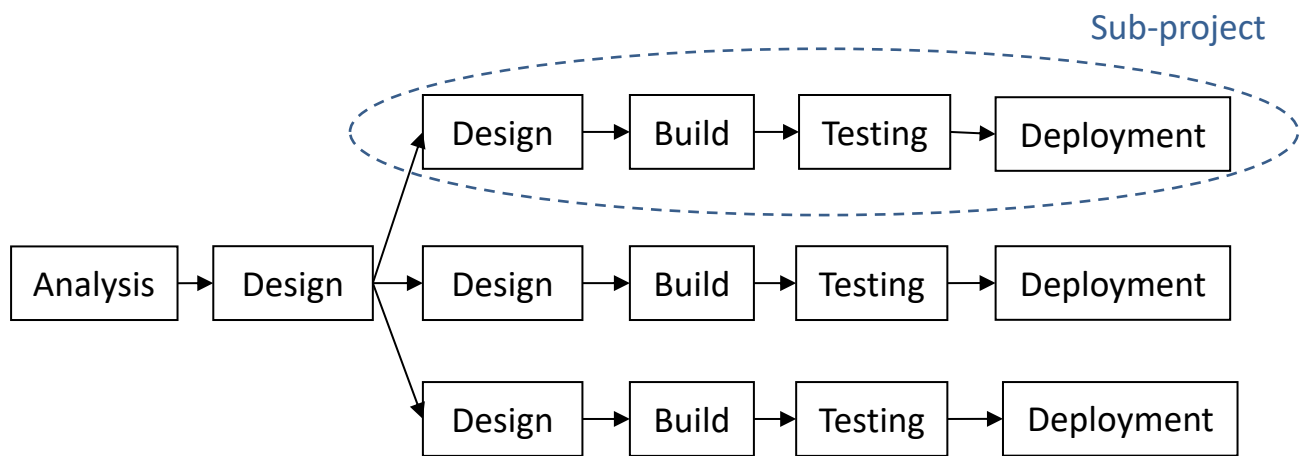 Sub-project
Design Build Testing Deployment
Analysis Design Design Build Testing Deployment
Design Build Testing Deployment